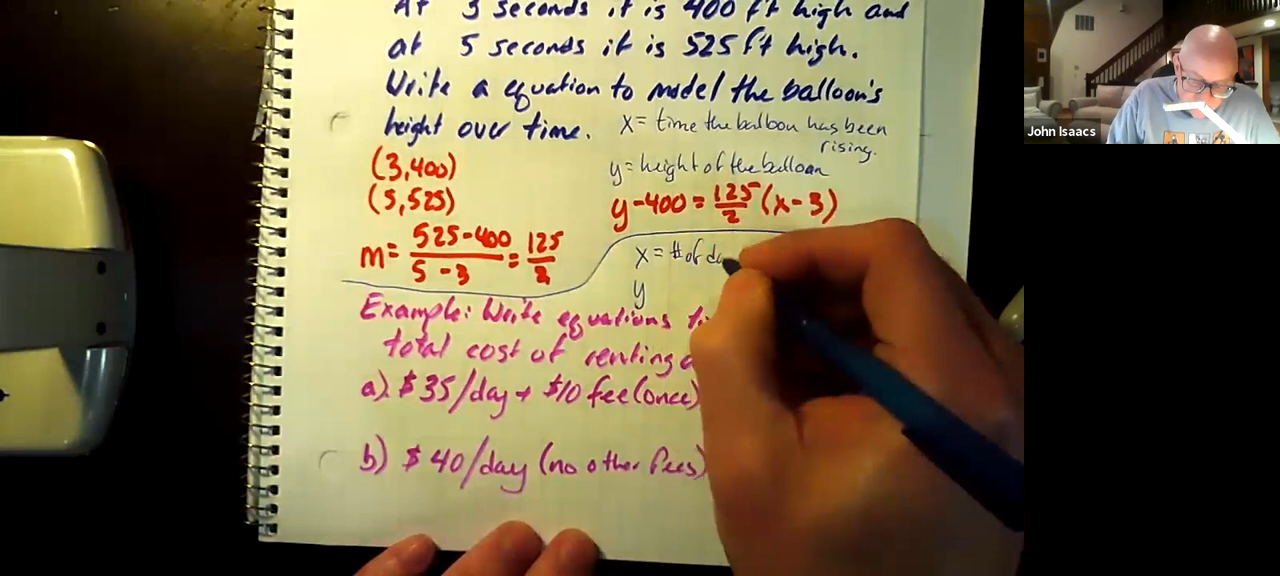 At 3 seconds it is 400 ft high and
at 5 seconds it is 525 ft high.
Write a equation to model the balloon's
height over time.
x = time the balloon has been
rising.
y = height of the balloon
(3,400)
(5,525)
y-400 = 125/2 (x-3)
m = 525-400 / 5-3 = 125/2
x = # of da
y
Example: Write equations
total cost of renting
a) $35/day + $10 fee (once)
b) $40/day (no other fees)
John Isaacs